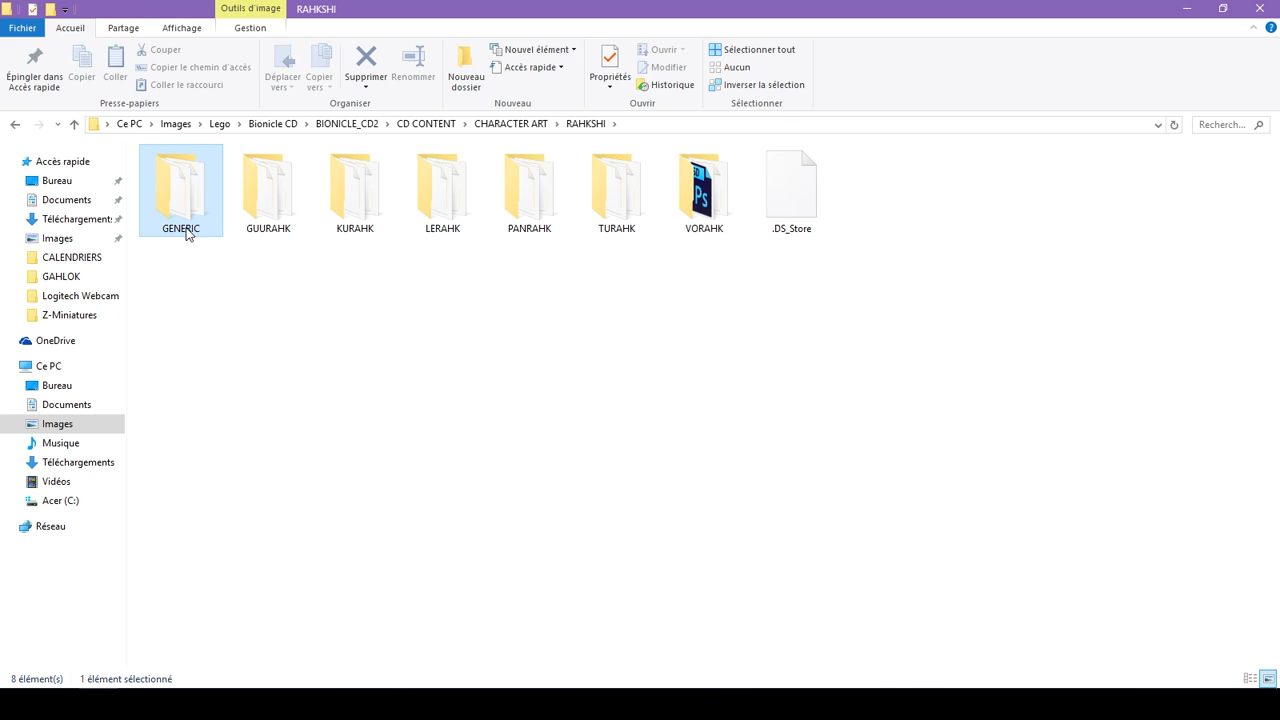 Outils d'image RAHKSHI
Fichier Accueil Partage Affichage Gestion
Épingler dans Accès rapide
Copier
Coller
Couper
Copier le chemin d'accès
Coller le raccourci
Presse-papiers
Déplacer vers
Copier vers
Supprimer
Renommer
Organiser
Nouveau dossier
Nouvel élément
Accès rapide
Nouveau
Propriétés
Ouvrir
Modifier
Historique
Ouvrir
Sélectionner tout
Aucun
Inverser la sélection
Sélectionner
Ce PC > Images > Lego > Bionicle CD > BIONICLE_CD2 > CD CONTENT > CHARACTER ART > RAHKSHI >
Recherch...
Accès rapide
Bureau
Documents
Téléchargement:
Images
CALENDRIERS
GAHLOK
Logitech Webcam
Z-Miniatures
OneDrive
Ce PC
Bureau
Documents
Images
Musique
Téléchargements
Vidéos
Acer (C:)
Réseau
GENERIC GUURAHK KURAHK LERAHK PANRAHK TURAHK VORAHK .DS_Store
Ps
8 élément(s) 1 élément sélectionné